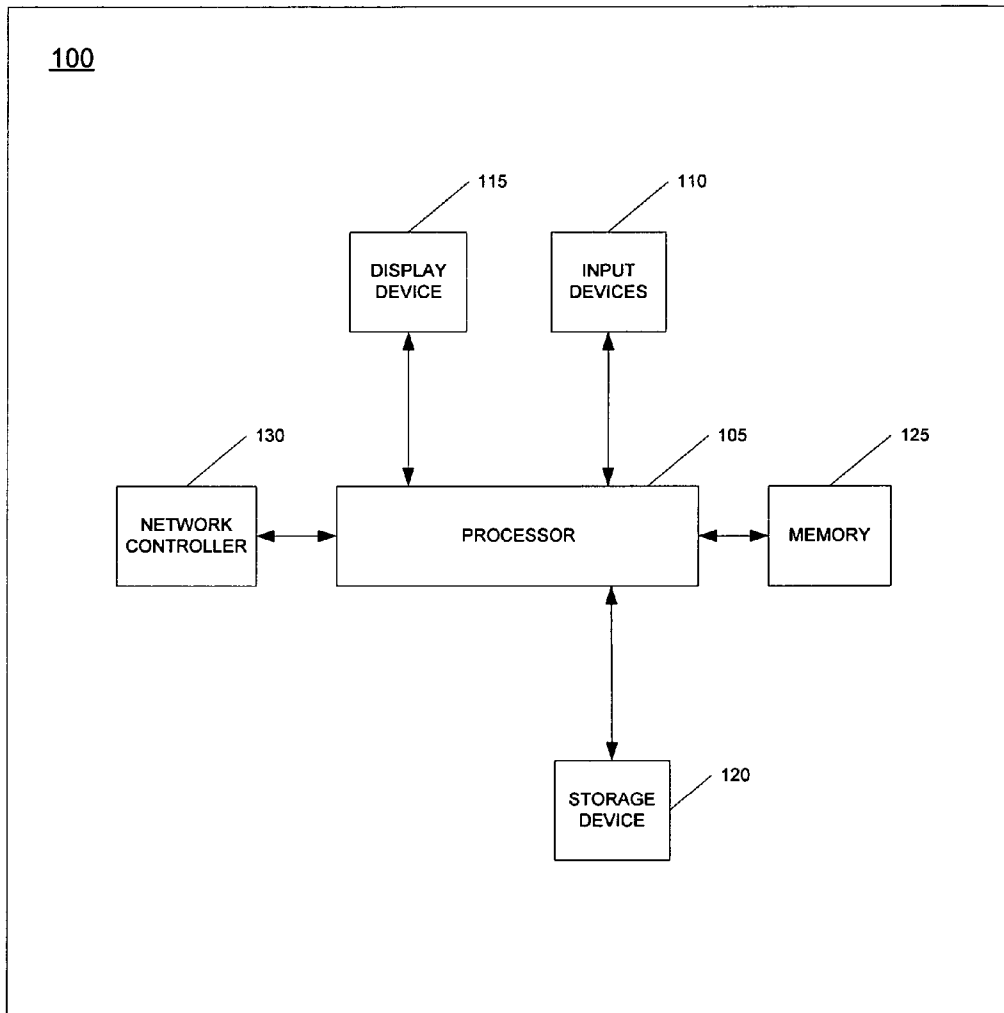 100
115
110
DISPLAY
DEVICE
INPUT
DEVICES
130
105
125
NETWORK
CONTROLLER
PROCESSOR
MEMORY
120
STORAGE
DEVICE